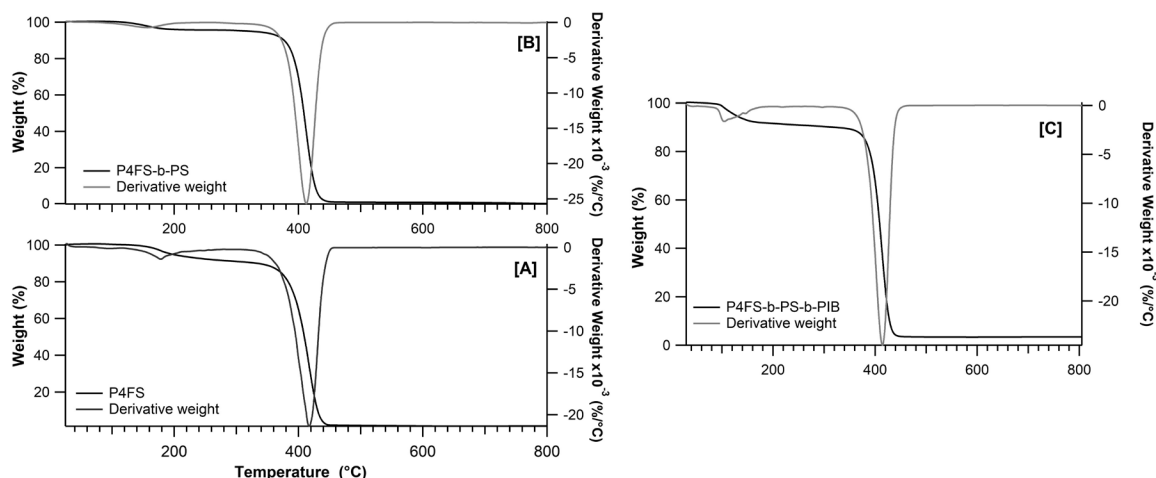 100
80
60
40
20
0
Weight (%)
[B]
P4FS-b-PS
Derivative weight
0
-5
-10
-15
-20
-25
Derivative Weight x10⁻³ (%/°C)
200
400
600
800
100
80
60
40
20
Weight (%)
[A]
P4FS
Derivative weight
0
-5
-10
-15
-20
Derivative Weight x10⁻³ (%/°C)
200
400
600
800
Temperature (°C)
100
80
60
40
20
0
Weight (%)
[C]
P4FS-b-PS-b-PIB
Derivative weight
0
-5
-10
-15
-20
Derivative Weight x10⁻³ (%/°C)
200
400
600
800